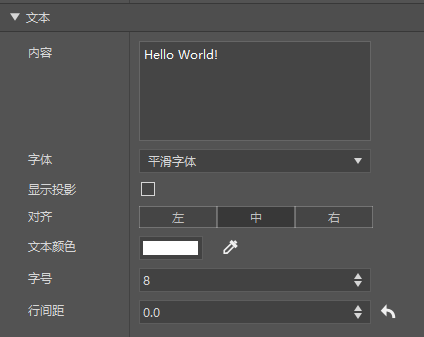 文本
内容
Hello World!
字体 平滑字体
显示投影
对齐 左 中 右
文本颜色
字号 8
行间距 0.0